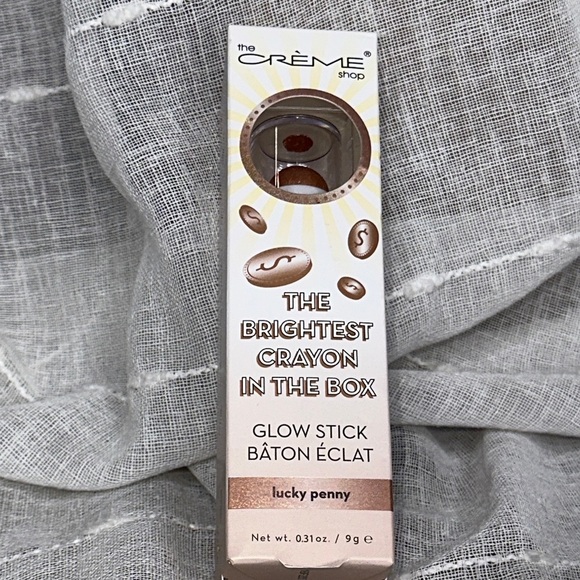 the
CRÈME®
shop
THE
BRIGHTEST
CRAYON
IN THE BOX
GLOW STICK
BÂTON ÉCLAT
lucky penny
Net wt. 0.31oz. / 9g ℮